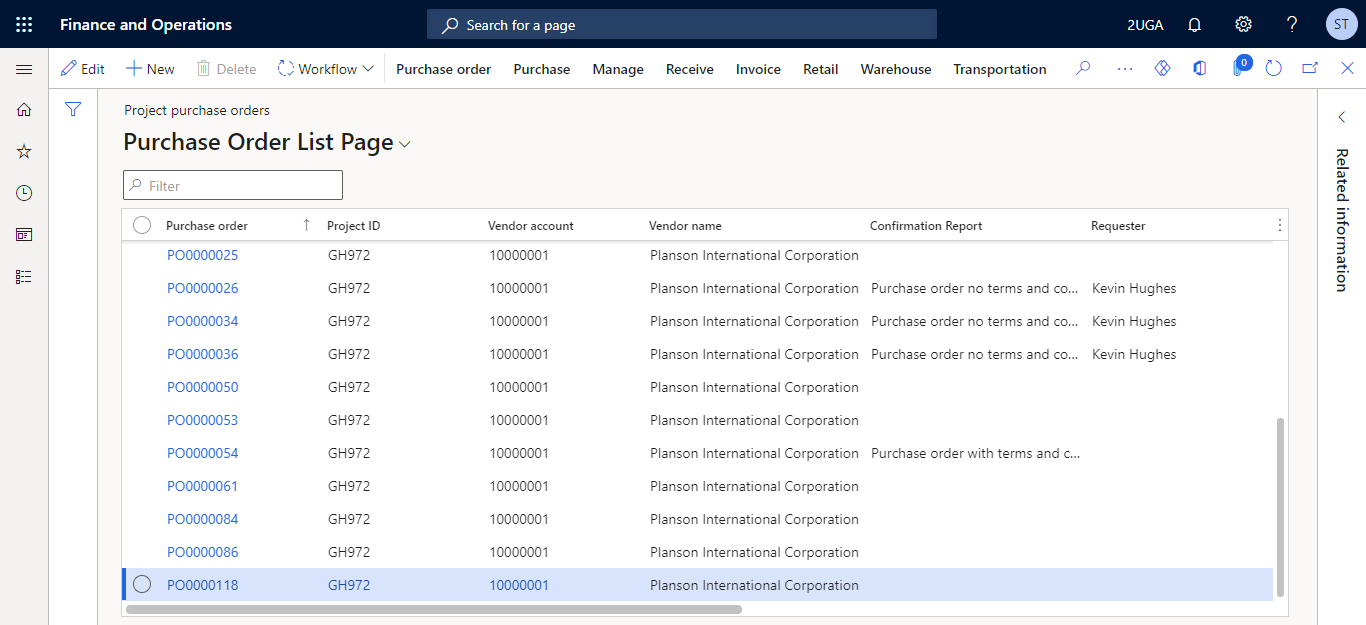 Finance and Operations
Search for a page
2UGA
ST
Edit
New
Delete
Workflow
Purchase order
Purchase
Manage
Receive
Invoice
Retail
Warehouse
Transportation
0
Project purchase orders
Purchase Order List Page
Filter
Related information
Purchase order Project ID Vendor account Vendor name Confirmation Report Requester
PO0000025 GH972 10000001 Planson International Corporation
PO0000026 GH972 10000001 Planson International Corporation Purchase order no terms and co... Kevin Hughes
PO0000034 GH972 10000001 Planson International Corporation Purchase order no terms and co... Kevin Hughes
PO0000036 GH972 10000001 Planson International Corporation Purchase order no terms and co... Kevin Hughes
PO0000050 GH972 10000001 Planson International Corporation
PO0000053 GH972 10000001 Planson International Corporation
PO0000054 GH972 10000001 Planson International Corporation Purchase order with terms and c...
PO0000061 GH972 10000001 Planson International Corporation
PO0000084 GH972 10000001 Planson International Corporation
PO0000086 GH972 10000001 Planson International Corporation
PO0000118 GH972 10000001 Planson International Corporation